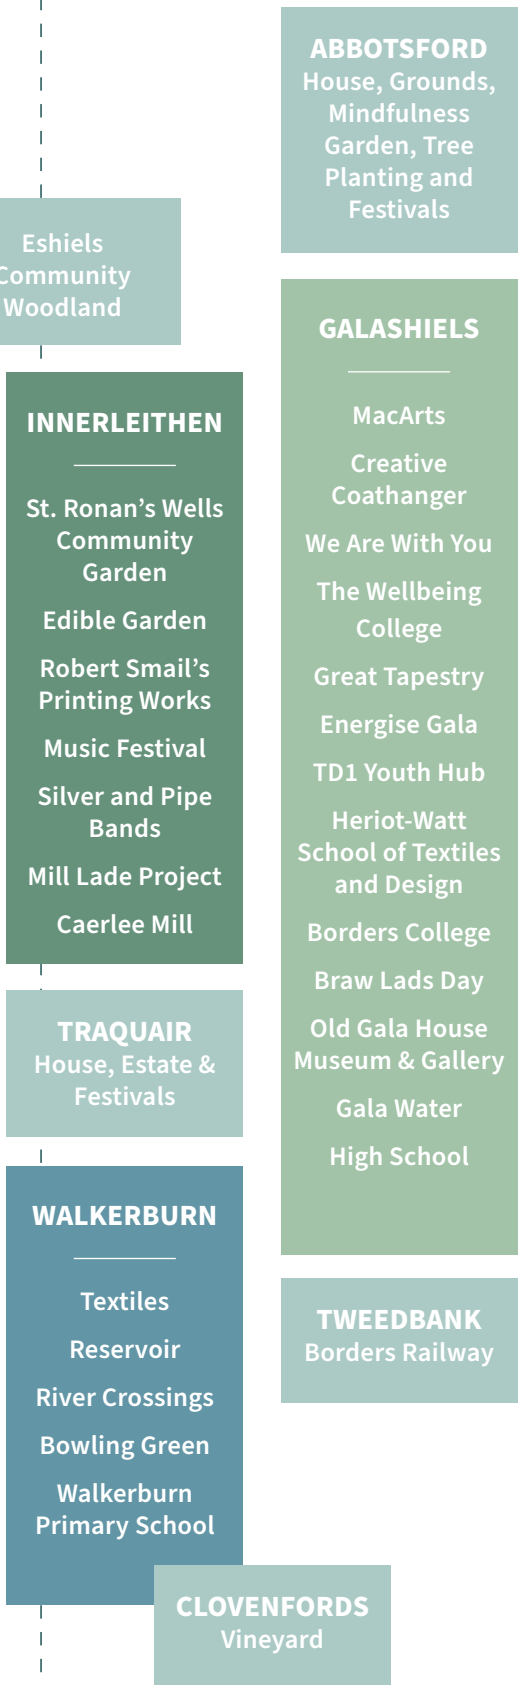 Eshiels
Community
Woodland
INNERLEITHEN
St. Ronan’s Wells
Community
Garden
Edible Garden
Robert Smail’s
Printing Works
Music Festival
Silver and Pipe
Bands
Mill Lade Project
Caerlee Mill
TRAQUAIR
House, Estate &
Festivals
WALKERBURN
Textiles
Reservoir
River Crossings
Bowling Green
Walkerburn
Primary School
CLOVENFORDS
Vineyard
ABBOTSFORD
House, Grounds,
Mindfulness
Garden, Tree
Planting and
Festivals
GALASHIELS
MacArts
Creative
Coathanger
We Are With You
The Wellbeing
College
Great Tapestry
Energise Gala
TD1 Youth Hub
Heriot-Watt
School of Textiles
and Design
Borders College
Braw Lads Day
Old Gala House
Museum & Gallery
Gala Water
High School
TWEEDBANK
Borders Railway